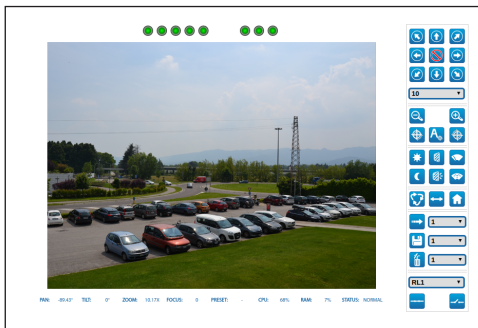 10
A
1
1
1
RL1
PAN: -89.43° TILT: 0° ZOOM: 10.17X FOCUS: 0 PRESET: - CPU: 68% RAM: 7% STATUS: NORMAL